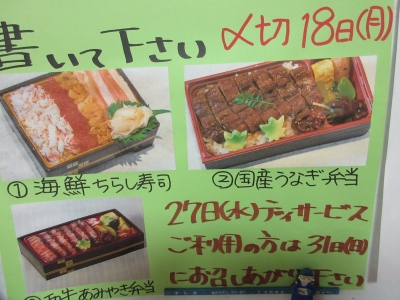 書いて下さい
〆切 18日(月)
① 海鮮ちらし寿司
② 国産うなぎ弁当
和牛あみやき弁当
27日(水)デイサービス
ご利用の方は31日(日)
にお召しあがり下さい